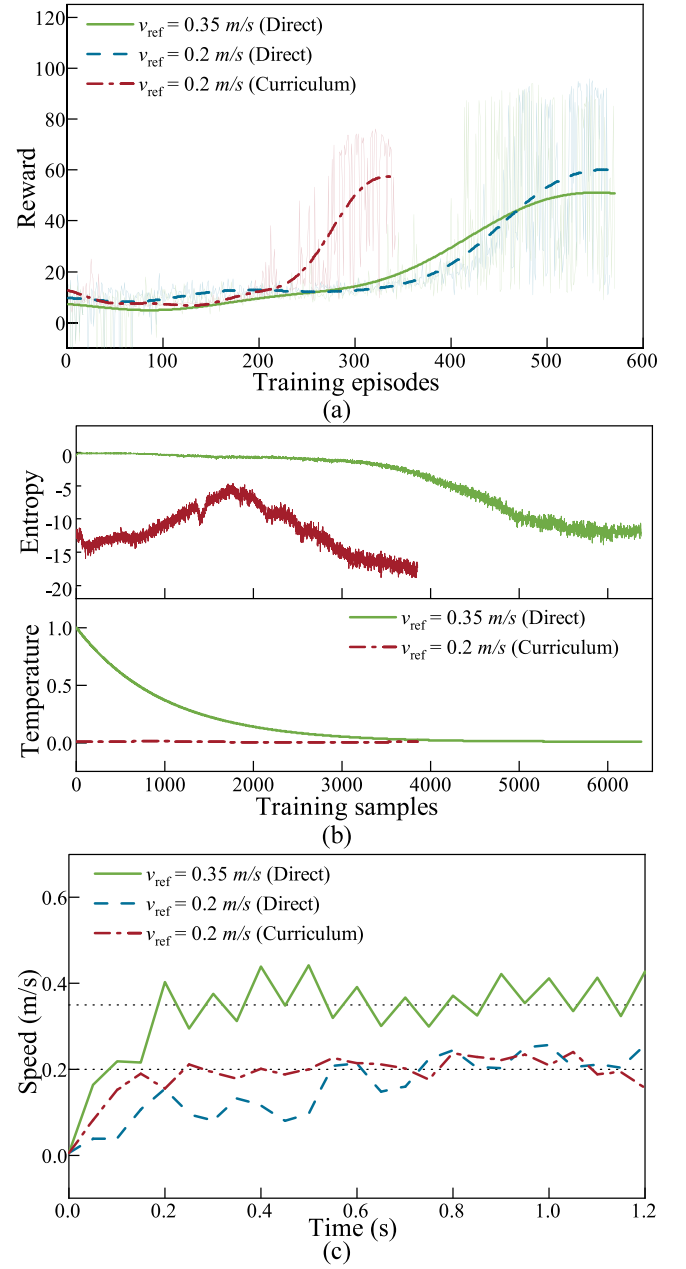 120
v_ref = 0.35 m/s (Direct)
v_ref = 0.2 m/s (Direct)
100
v_ref = 0.2 m/s (Curriculum)
80
60
40
20
0
Reward
0 100 200 300 400 500 600
Training episodes
(a)
0
-5
-10
-15
-20
Entropy
v_ref = 0.35 m/s (Direct)
v_ref = 0.2 m/s (Curriculum)
1.0
0.5
0.0
Temperature
0 1000 2000 3000 4000 5000 6000
Training samples
(b)
v_ref = 0.35 m/s (Direct)
v_ref = 0.2 m/s (Direct)
v_ref = 0.2 m/s (Curriculum)
0.6
0.4
0.2
0.0
Speed (m/s)
0.0 0.2 0.4 0.6 0.8 1.0 1.2
Time (s)
(c)